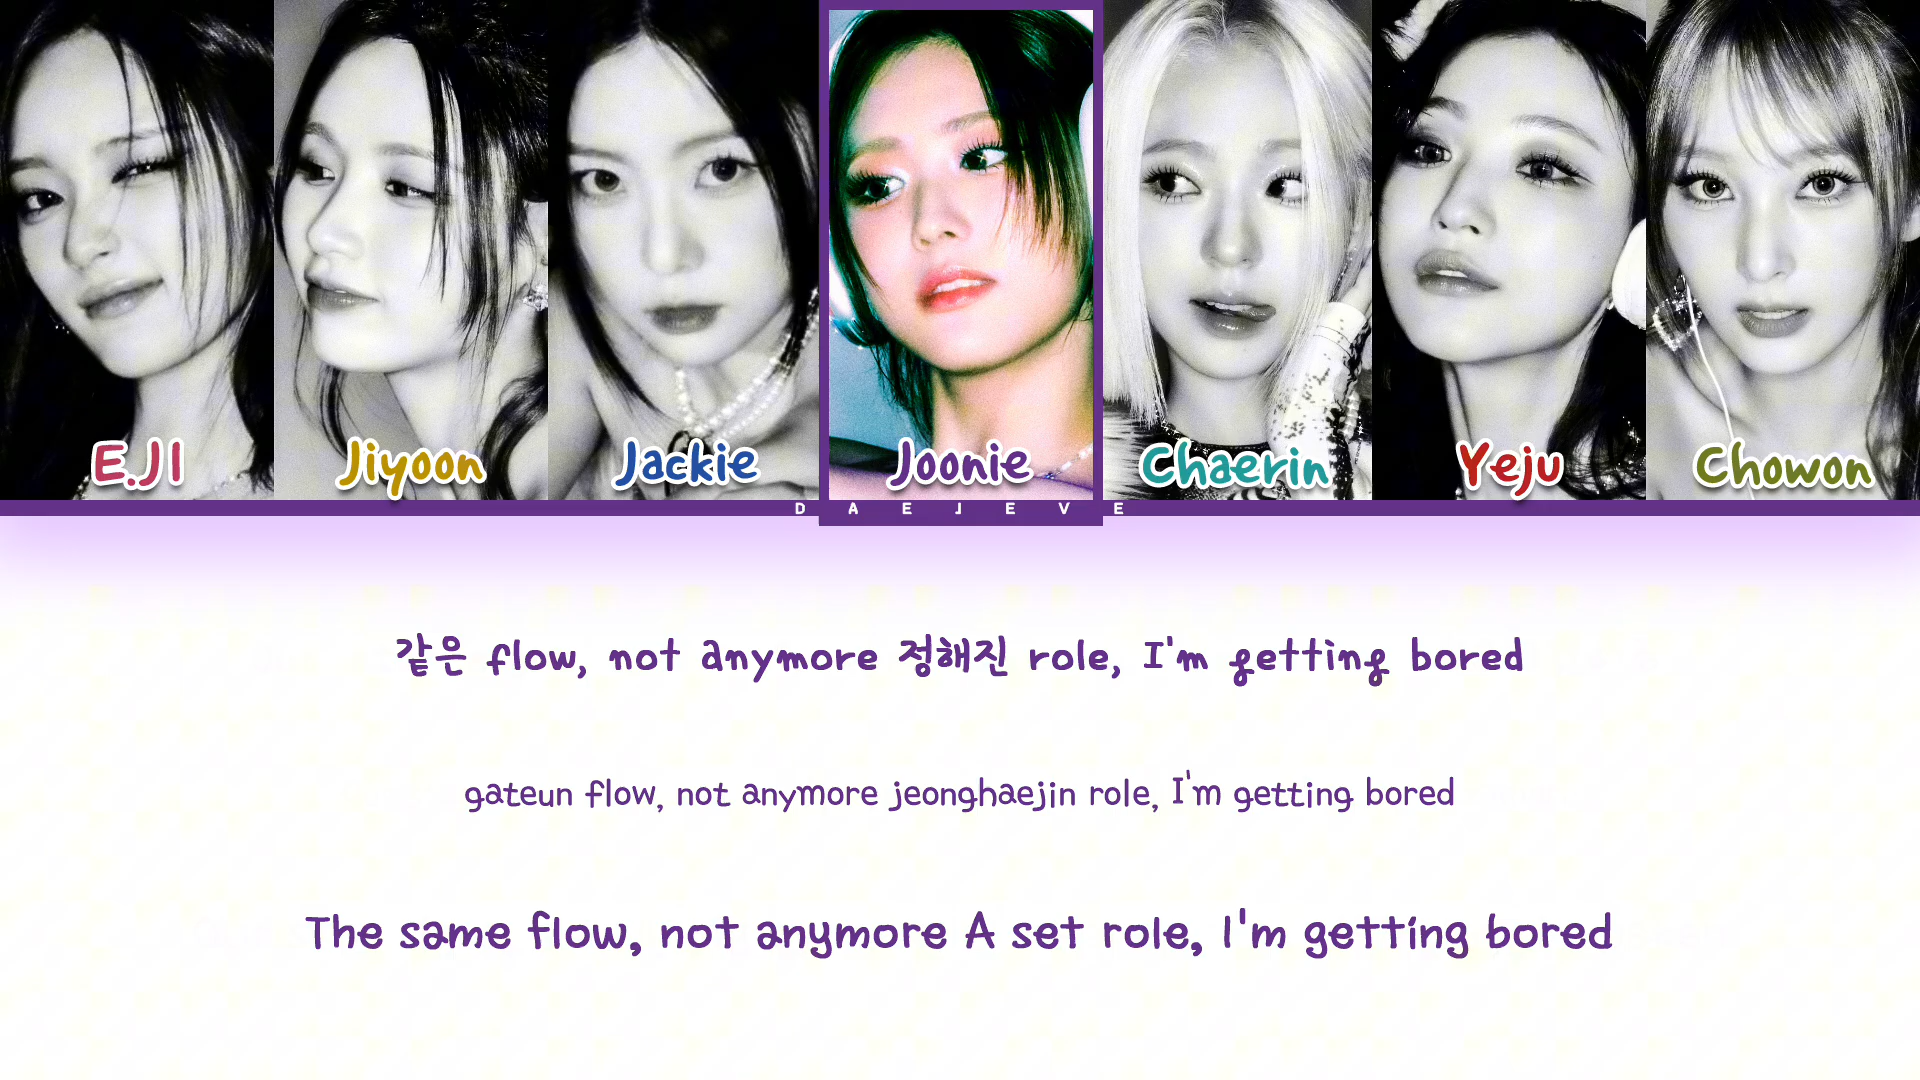 E.JI Jiyoon Jackie Joonie Chaerin Yeju Chowon
DAEJEVE
같은 flow, not anymore 정해진 role, I'm getting bored
gateun flow, not anymore jeonghaejin role, I'm getting bored
The same flow, not anymore A set role, I'm getting bored